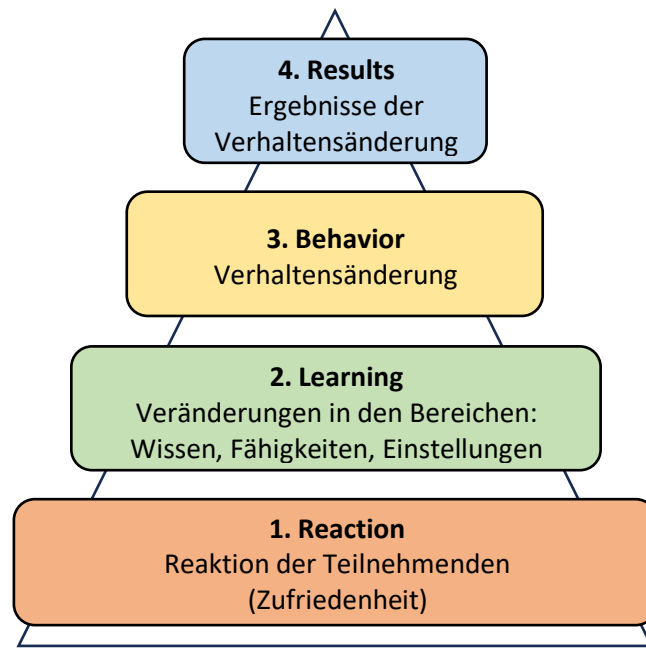 4. Results
Ergebnisse der
Verhaltensänderung
3. Behavior
Verhaltensänderung
2. Learning
Veränderungen in den Bereichen:
Wissen, Fähigkeiten, Einstellungen
1. Reaction
Reaktion der Teilnehmenden
(Zufriedenheit)